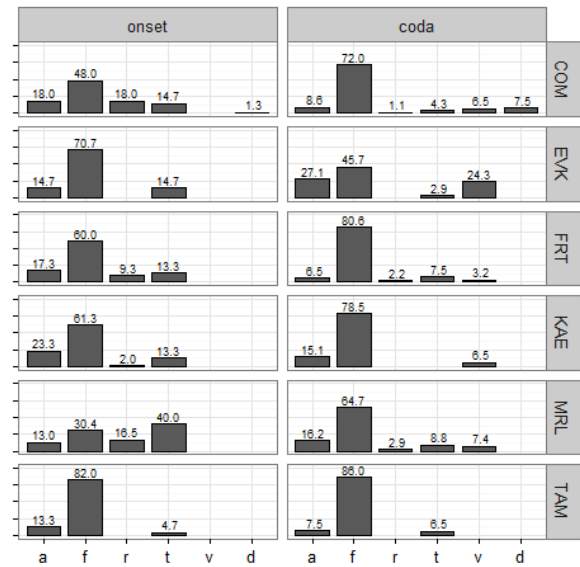 onset coda
18.0 48.0 18.0 14.7 1.3 8.6 72.0 1.1 4.3 6.5 7.5 COM
14.7 70.7 14.7 27.1 45.7 2.9 24.3 EVK
17.3 60.0 9.3 13.3 6.5 80.6 2.2 7.5 3.2 FRT
23.3 61.3 2.0 13.3 15.1 78.5 6.5 KAE
13.0 30.4 16.5 40.0 16.2 64.7 2.9 8.8 7.4 MRL
13.3 82.0 4.7 7.5 86.0 6.5 TAM
a f r t v d a f r t v d